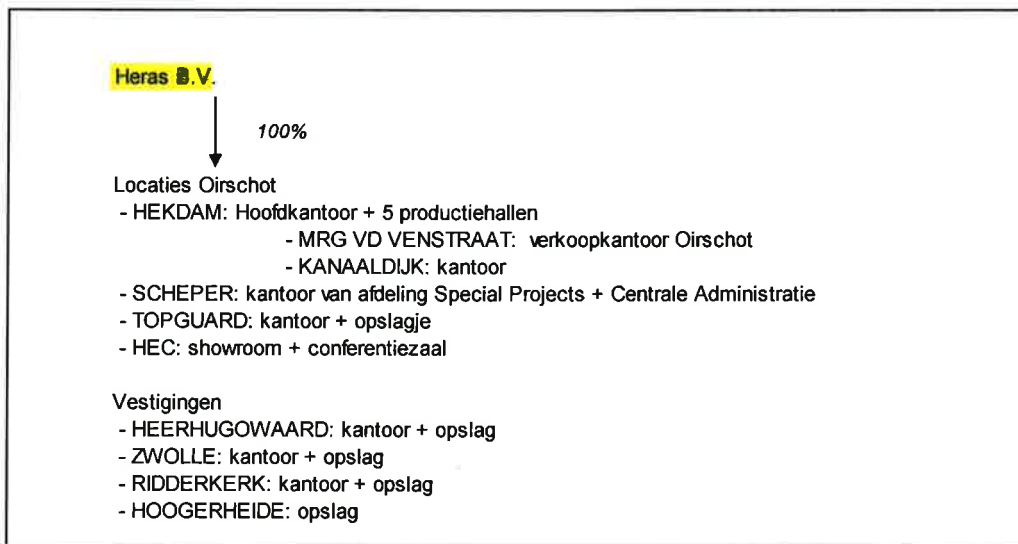 Heras B.V.
100%
Locaties Oirschot
- HEKDAM: Hoofdkantoor + 5 productiehallen
- MRG VD VENSTRAAT: verkoopkantoor Oirschot
- KANAALDIJK: kantoor
- SCHEPER: kantoor van afdeling Special Projects + Centrale Administratie
- TOPGUARD: kantoor + opslagje
- HEC: showroom + conferentiezaal
Vestigingen
- HEERHUGOWAARD: kantoor + opslag
- ZWOLLE: kantoor + opslag
- RIDDERKERK: kantoor + opslag
- HOOGERHEIDE: opslag